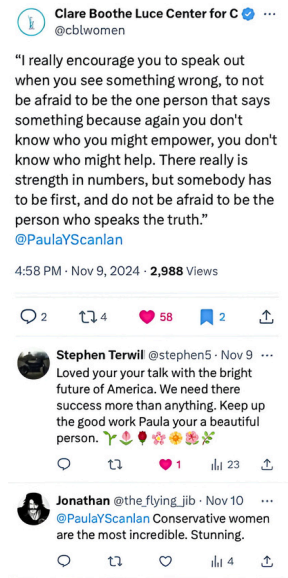 Clare Boothe Luce Center for C
@cblwomen
“I really encourage you to speak out
when you see something wrong, to not
be afraid to be the one person that says
something because again you don't
know who you might empower, you don't
know who might help. There really is
strength in numbers, but somebody has
to be first, and do not be afraid to be the
person who speaks the truth.”
@PaulaYScanlan
4:58 PM · Nov 9, 2024 · 2,988 Views
2 4 58 2
Stephen Terwil @stephen5 · Nov 9
Loved your your talk with the bright
future of America. We need there
success more than anything. Keep up
the good work Paula your a beautiful
person.
1 23
Jonathan @the_flying_jib · Nov 10
@PaulaYScanlan Conservative women
are the most incredible. Stunning.
4